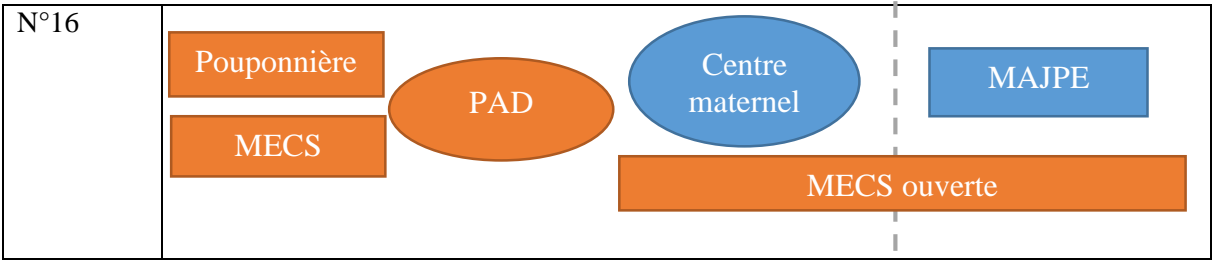 N°16
Pouponnière
MECS
PAD
Centre
maternel
MAJPE
MECS ouverte